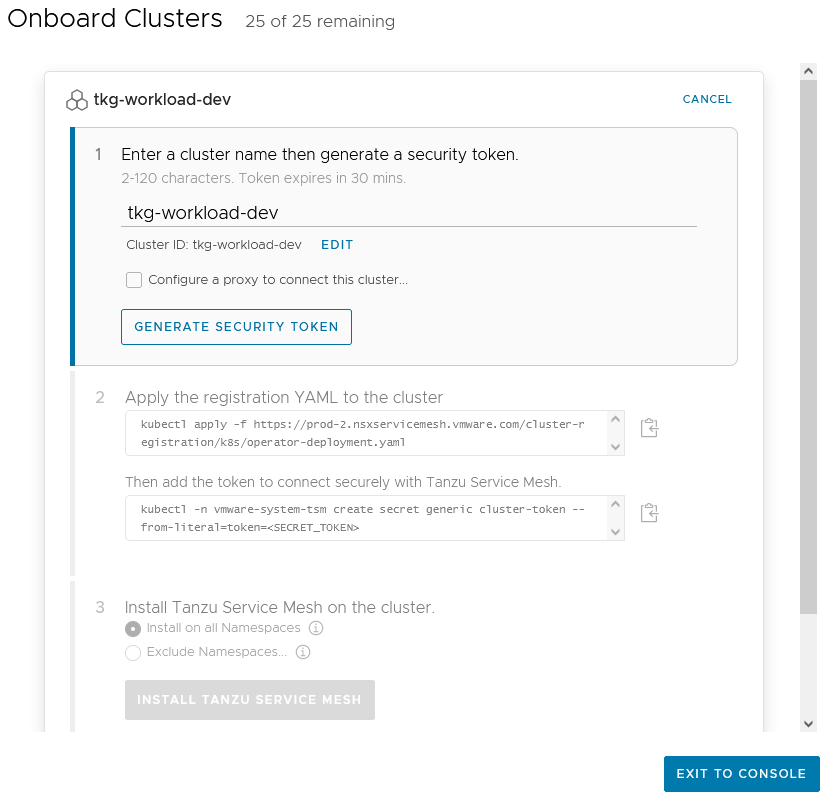 Onboard Clusters 25 of 25 remaining
tkg-workload-dev CANCEL
1 Enter a cluster name then generate a security token.
2-120 characters. Token expires in 30 mins.
tkg-workload-dev
Cluster ID: tkg-workload-dev EDIT
Configure a proxy to connect this cluster...
GENERATE SECURITY TOKEN
2 Apply the registration YAML to the cluster
kubectl apply -f https://prod-2.nsxservicemesh.vmware.com/cluster-r
egistration/k8s/operator-deployment.yaml
Then add the token to connect securely with Tanzu Service Mesh.
kubectl -n vmware-system-tsm create secret generic cluster-token --
from-literal=token=<SECRET_TOKEN>
3 Install Tanzu Service Mesh on the cluster.
Install on all Namespaces
Exclude Namespaces...
INSTALL TANZU SERVICE MESH
EXIT TO CONSOLE